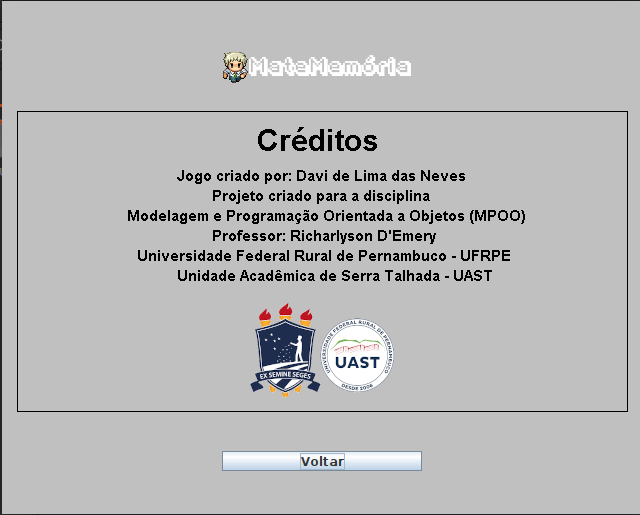 MateMemória
Créditos
Jogo criado por: Davi de Lima das Neves
Projeto criado para a disciplina
Modelagem e Programação Orientada a Objetos (MPOO)
Professor: Richarlyson D'Emery
Universidade Federal Rural de Pernambuco - UFRPE
Unidade Acadêmica de Serra Talhada - UAST
EX SEMINE SEGES
UNIVERSIDADE FEDERAL RURAL DE PERNAMBUCO
UAST
DESDE 2006
Voltar